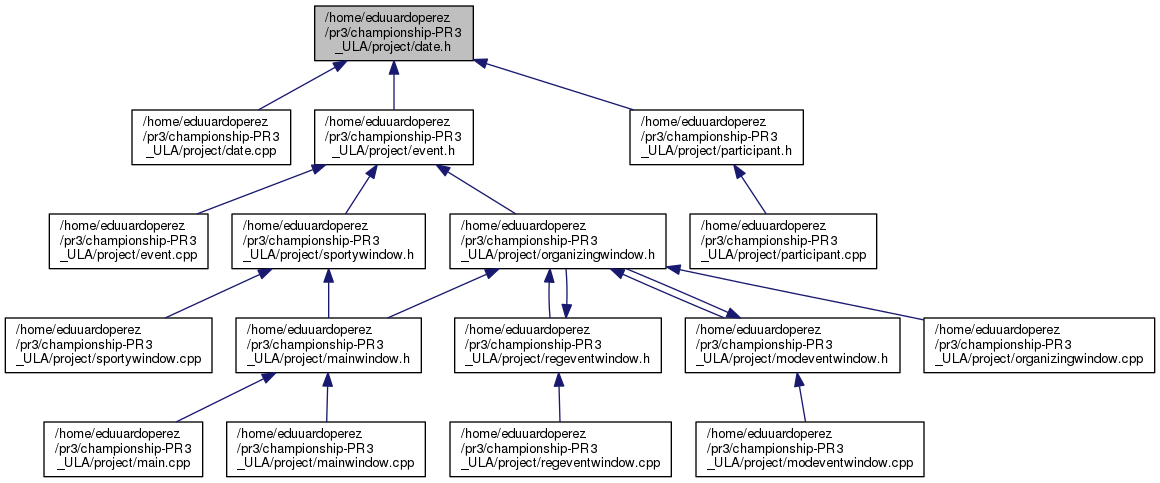 /home/eduuardoperez
/pr3/championship-PR3
_ULA/project/date.h
/home/eduuardoperez
/pr3/championship-PR3
_ULA/project/date.cpp
/home/eduuardoperez
/pr3/championship-PR3
_ULA/project/event.h
/home/eduuardoperez
/pr3/championship-PR3
_ULA/project/participant.h
/home/eduuardoperez
/pr3/championship-PR3
_ULA/project/event.cpp
/home/eduuardoperez
/pr3/championship-PR3
_ULA/project/sportywindow.h
/home/eduuardoperez
/pr3/championship-PR3
_ULA/project/organizingwindow.h
/home/eduuardoperez
/pr3/championship-PR3
_ULA/project/participant.cpp
/home/eduuardoperez
/pr3/championship-PR3
_ULA/project/sportywindow.cpp
/home/eduuardoperez
/pr3/championship-PR3
_ULA/project/mainwindow.h
/home/eduuardoperez
/pr3/championship-PR3
_ULA/project/regeventwindow.h
/home/eduuardoperez
/pr3/championship-PR3
_ULA/project/modeventwindow.h
/home/eduuardoperez
/pr3/championship-PR3
_ULA/project/organizingwindow.cpp
/home/eduuardoperez
/pr3/championship-PR3
_ULA/project/main.cpp
/home/eduuardoperez
/pr3/championship-PR3
_ULA/project/mainwindow.cpp
/home/eduuardoperez
/pr3/championship-PR3
_ULA/project/regeventwindow.cpp
/home/eduuardoperez
/pr3/championship-PR3
_ULA/project/modeventwindow.cpp